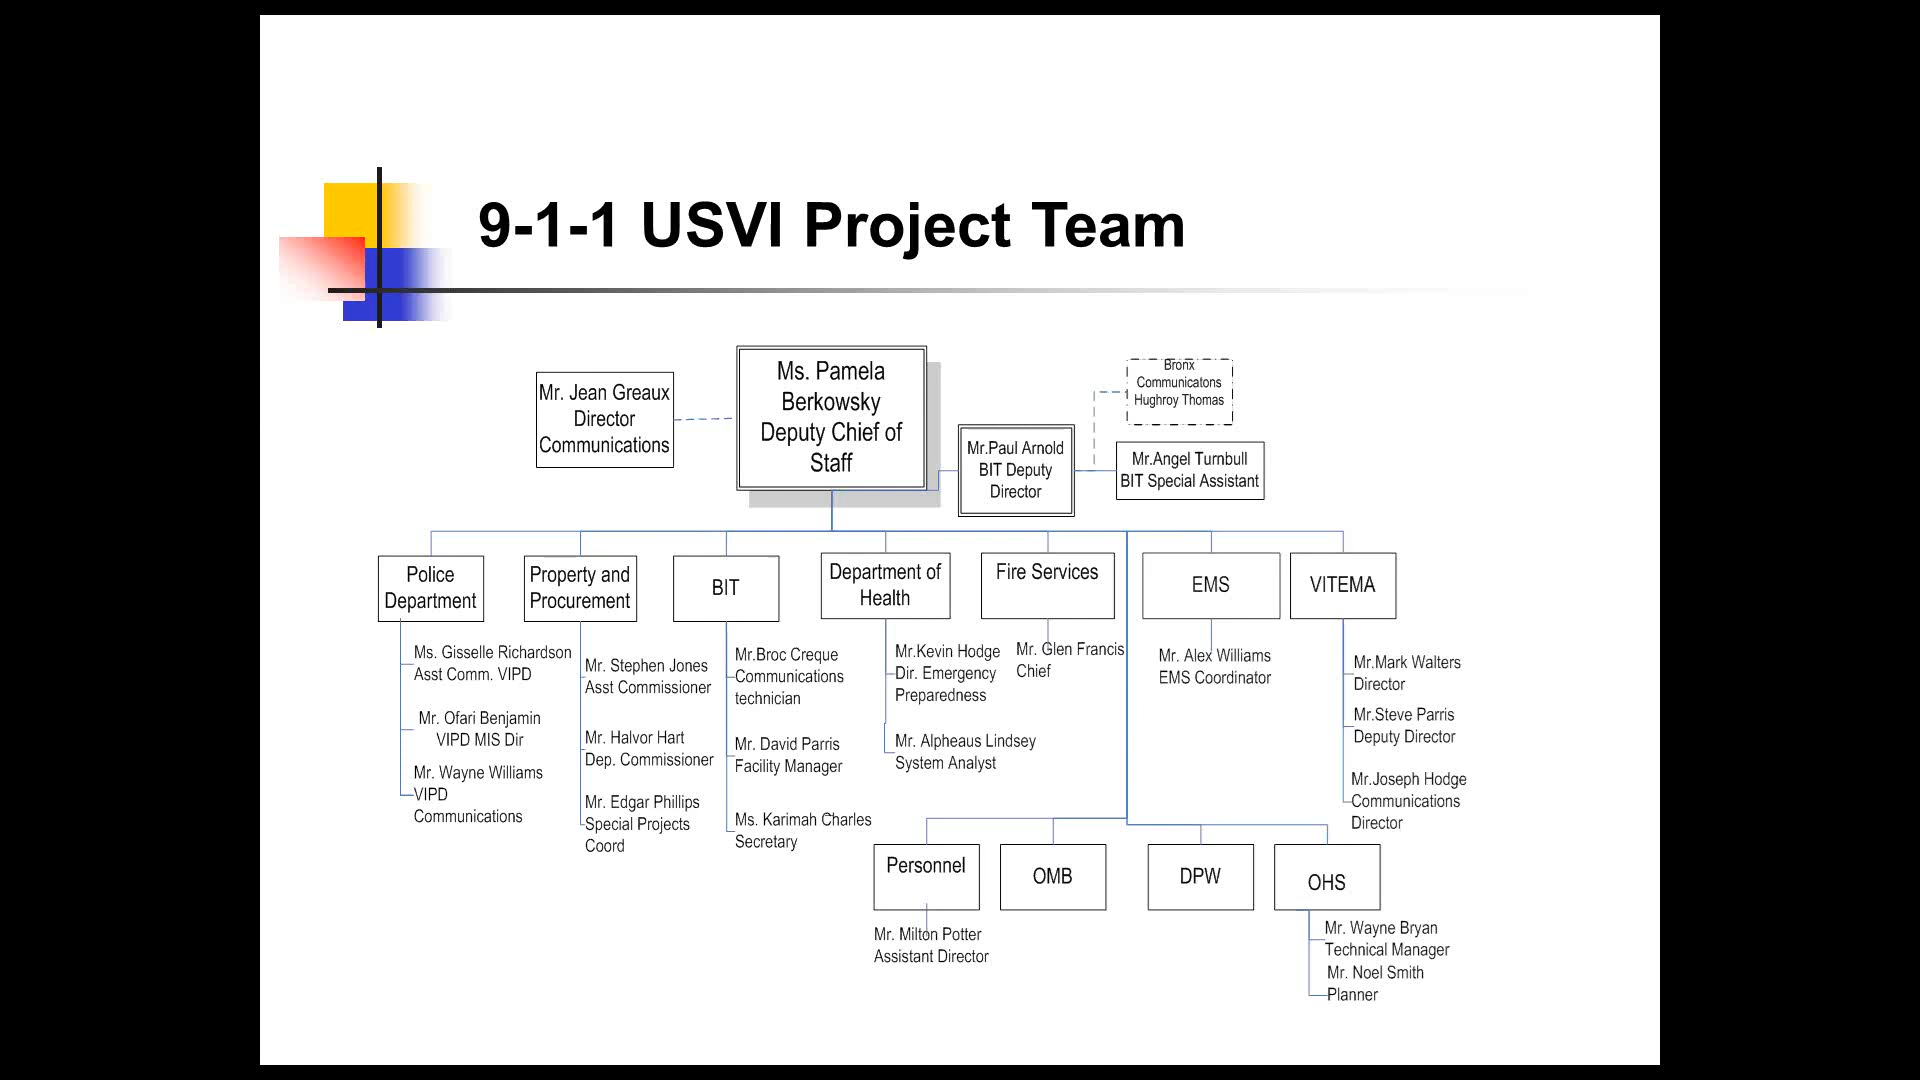 9-1-1 USVI Project Team
Mr. Jean Greaux
Director
Communications
Ms. Pamela
Berkowsky
Deputy Chief of
Staff
Mr.Paul Arnold
BIT Deputy
Director
Bronx
Communicatons
Hughroy Thomas
Mr.Angel Turnbull
BIT Special Assistant
Police
Department
Ms. Gisselle Richardson
Asst Comm. VIPD
Mr. Ofari Benjamin
VIPD MIS Dir
Mr. Wayne Williams
VIPD
Communications
Property and
Procurement
Mr. Stephen Jones
Asst Commissioner
Mr. Halvor Hart
Dep. Commissioner
Mr. Edgar Phillips
Special Projects
Coord
BIT
Mr.Broc Creque
Communications
technician
Mr. David Parris
Facility Manager
Ms. Karimah Charles
Secretary
Department of
Health
Mr.Kevin Hodge
Dir. Emergency
Preparedness
Mr. Alpheaus Lindsey
System Analyst
Fire Services
Mr. Glen Francis
Chief
EMS
Mr. Alex Williams
EMS Coordinator
VITEMA
Mr.Mark Walters
Director
Mr.Steve Parris
Deputy Director
Mr.Joseph Hodge
Communications
Director
Personnel
Mr. Milton Potter
Assistant Director
OMB
DPW
OHS
Mr. Wayne Bryan
Technical Manager
Mr. Noel Smith
Planner